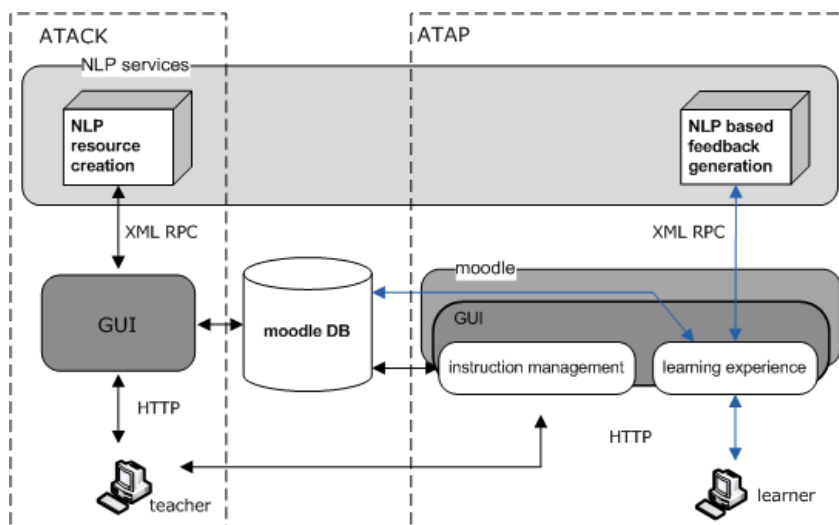 ATACK
ATAP
NLP services
NLP
resource
creation
NLP based
feedback
generation
XML RPC
XML RPC
moodle
GUI
moodle DB
GUI
instruction management
learning experience
HTTP
HTTP
teacher
learner